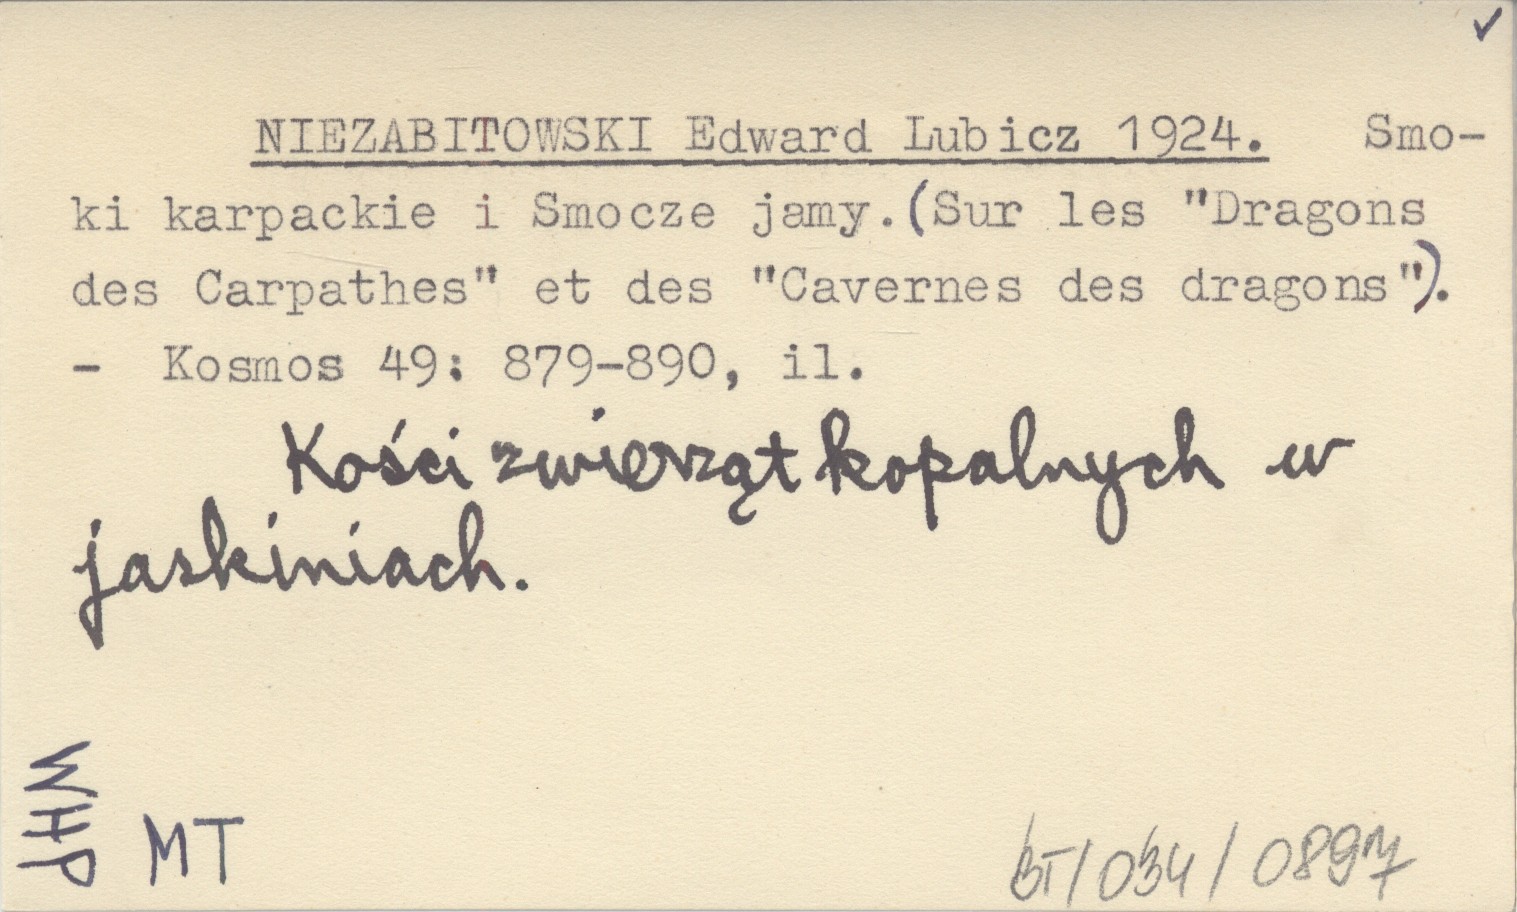 ✓
NIEZABITOWSKI Edward Lubicz 1924. Smo-
ki karpackie i Smocze jamy.(Sur les "Dragons
des Carpathes" et des "Cavernes des dragons").
- Kosmos 49: 879-890, il.
Kości zwierząt kopalnych w
jaskiniach.
WHP
MT
BT/034/0897